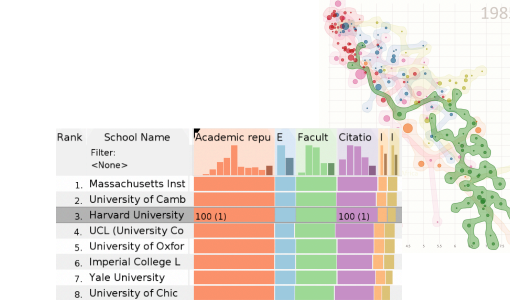 198
Rank School Name Academic repu E Facult Citatio I I
Filter:
<None>
1. Massachusetts Inst
2. University of Camb
3. Harvard University 100 (1) 100 (1)
4. UCL (University Co
5. University of Oxfor
6. Imperial College L
7. Yale University
8. University of Chic